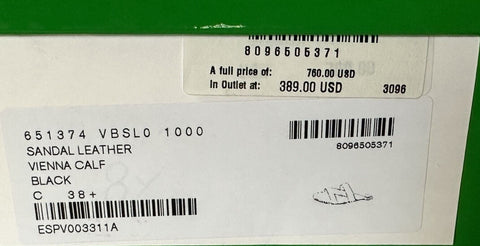 8096505371
A full price of: 760.00 USD
In Outlet at: 389.00 USD 3096
651374 VBSL0 1000
SANDAL LEATHER
VIENNA CALF
BLACK
C 38+
8096505371
ESPV003311A